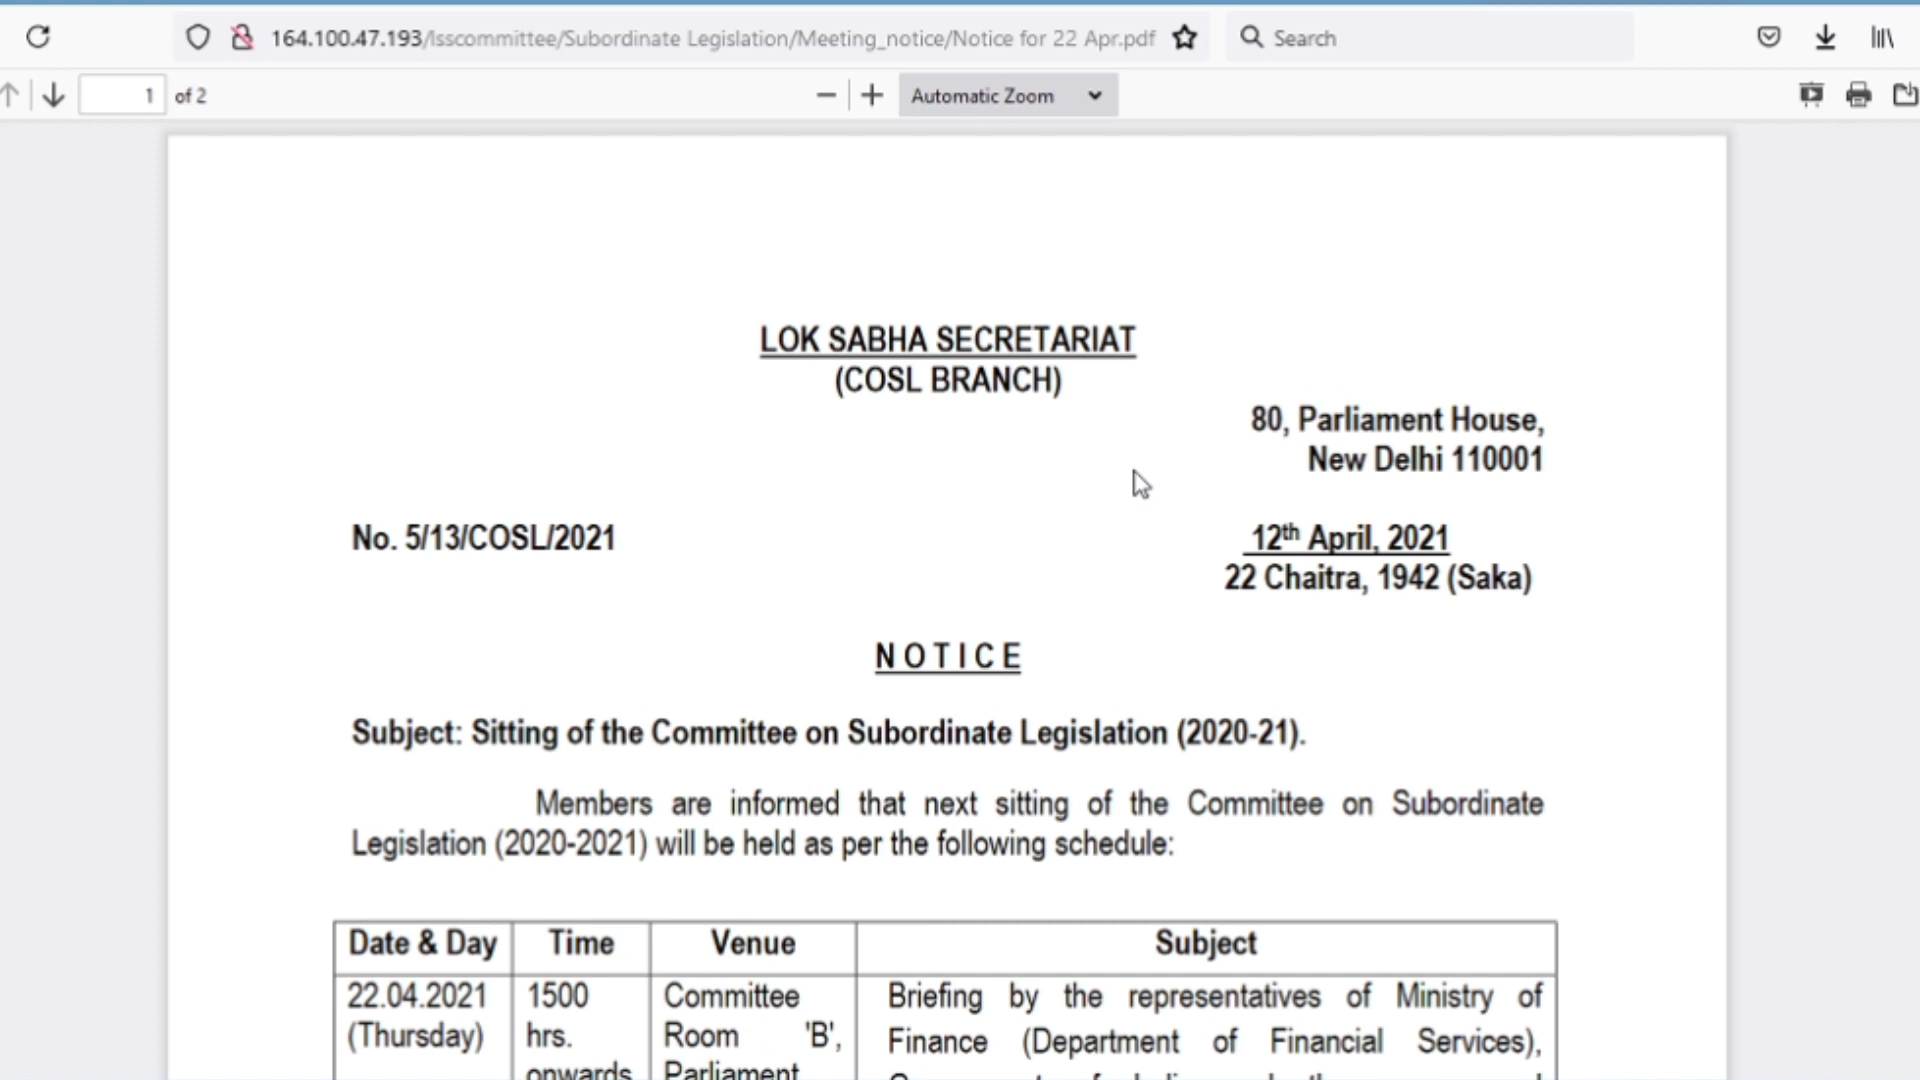 164.100.47.193/lsscommittee/Subordinate Legislation/Meeting_notice/Notice for 22 Apr.pdf
Search
1 of 2
Automatic Zoom
LOK SABHA SECRETARIAT
(COSL BRANCH)
80, Parliament House,
New Delhi 110001
No. 5/13/COSL/2021
12th April, 2021
22 Chaitra, 1942 (Saka)
N O T I C E
Subject: Sitting of the Committee on Subordinate Legislation (2020-21).
Members are informed that next sitting of the Committee on Subordinate
Legislation (2020-2021) will be held as per the following schedule:
Date & Day Time Venue Subject
22.04.2021 1500 Committee Briefing by the representatives of Ministry of
(Thursday) hrs. Room 'B', Finance (Department of Financial Services),
onwards Parliament